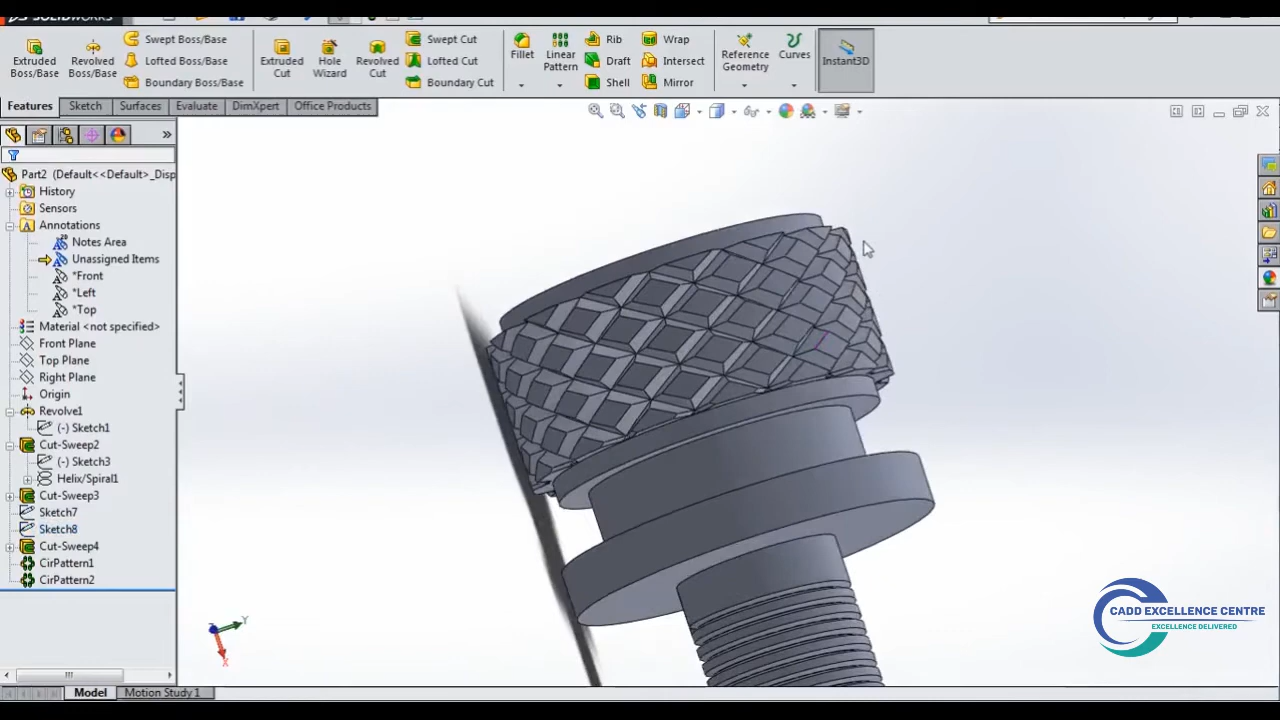 SOLIDWORKS
Extruded Boss/Base
Revolved Boss/Base
Swept Boss/Base
Lofted Boss/Base
Boundary Boss/Base
Extruded Cut
Hole Wizard
Revolved Cut
Swept Cut
Lofted Cut
Boundary Cut
Fillet
Linear Pattern
Rib
Draft
Shell
Wrap
Intersect
Mirror
Reference Geometry
Curves
Instant3D
Features Sketch Surfaces Evaluate DimXpert Office Products
Part2 (Default<<Default>_Disp
History
Sensors
Annotations
Notes Area
Unassigned Items
*Front
*Left
*Top
Material <not specified>
Front Plane
Top Plane
Right Plane
Origin
Revolve1
(-) Sketch1
Cut-Sweep2
(-) Sketch3
Helix/Spiral1
Cut-Sweep3
Sketch7
Sketch8
Cut-Sweep4
CirPattern1
CirPattern2
Y
X
CADD EXCELLENCE CENTRE
EXCELLENCE DELIVERED
Model Motion Study 1